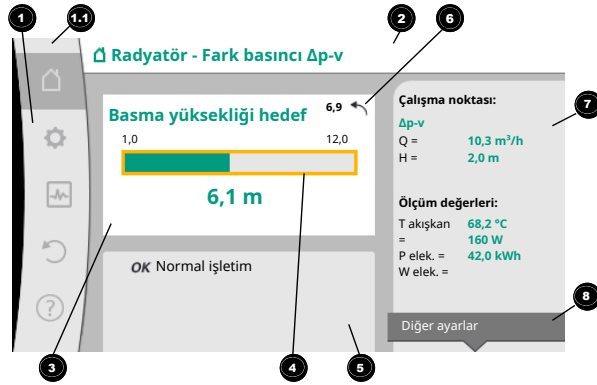 1
1.1
2
6
Radyatör - Fark basıncı Δp-v
Basma yüksekliği hedef
6,9
1,0
12,0
6,1 m
OK Normal işletim
Çalışma noktası:
Δp-v
Q = 10,3 m³/h
H = 2,0 m
Ölçüm değerleri:
T akışkan 68,2 °C
= 160 W
P elek. = 42,0 kWh
W elek. =
7
8
Diğer ayarlar
3
4
5